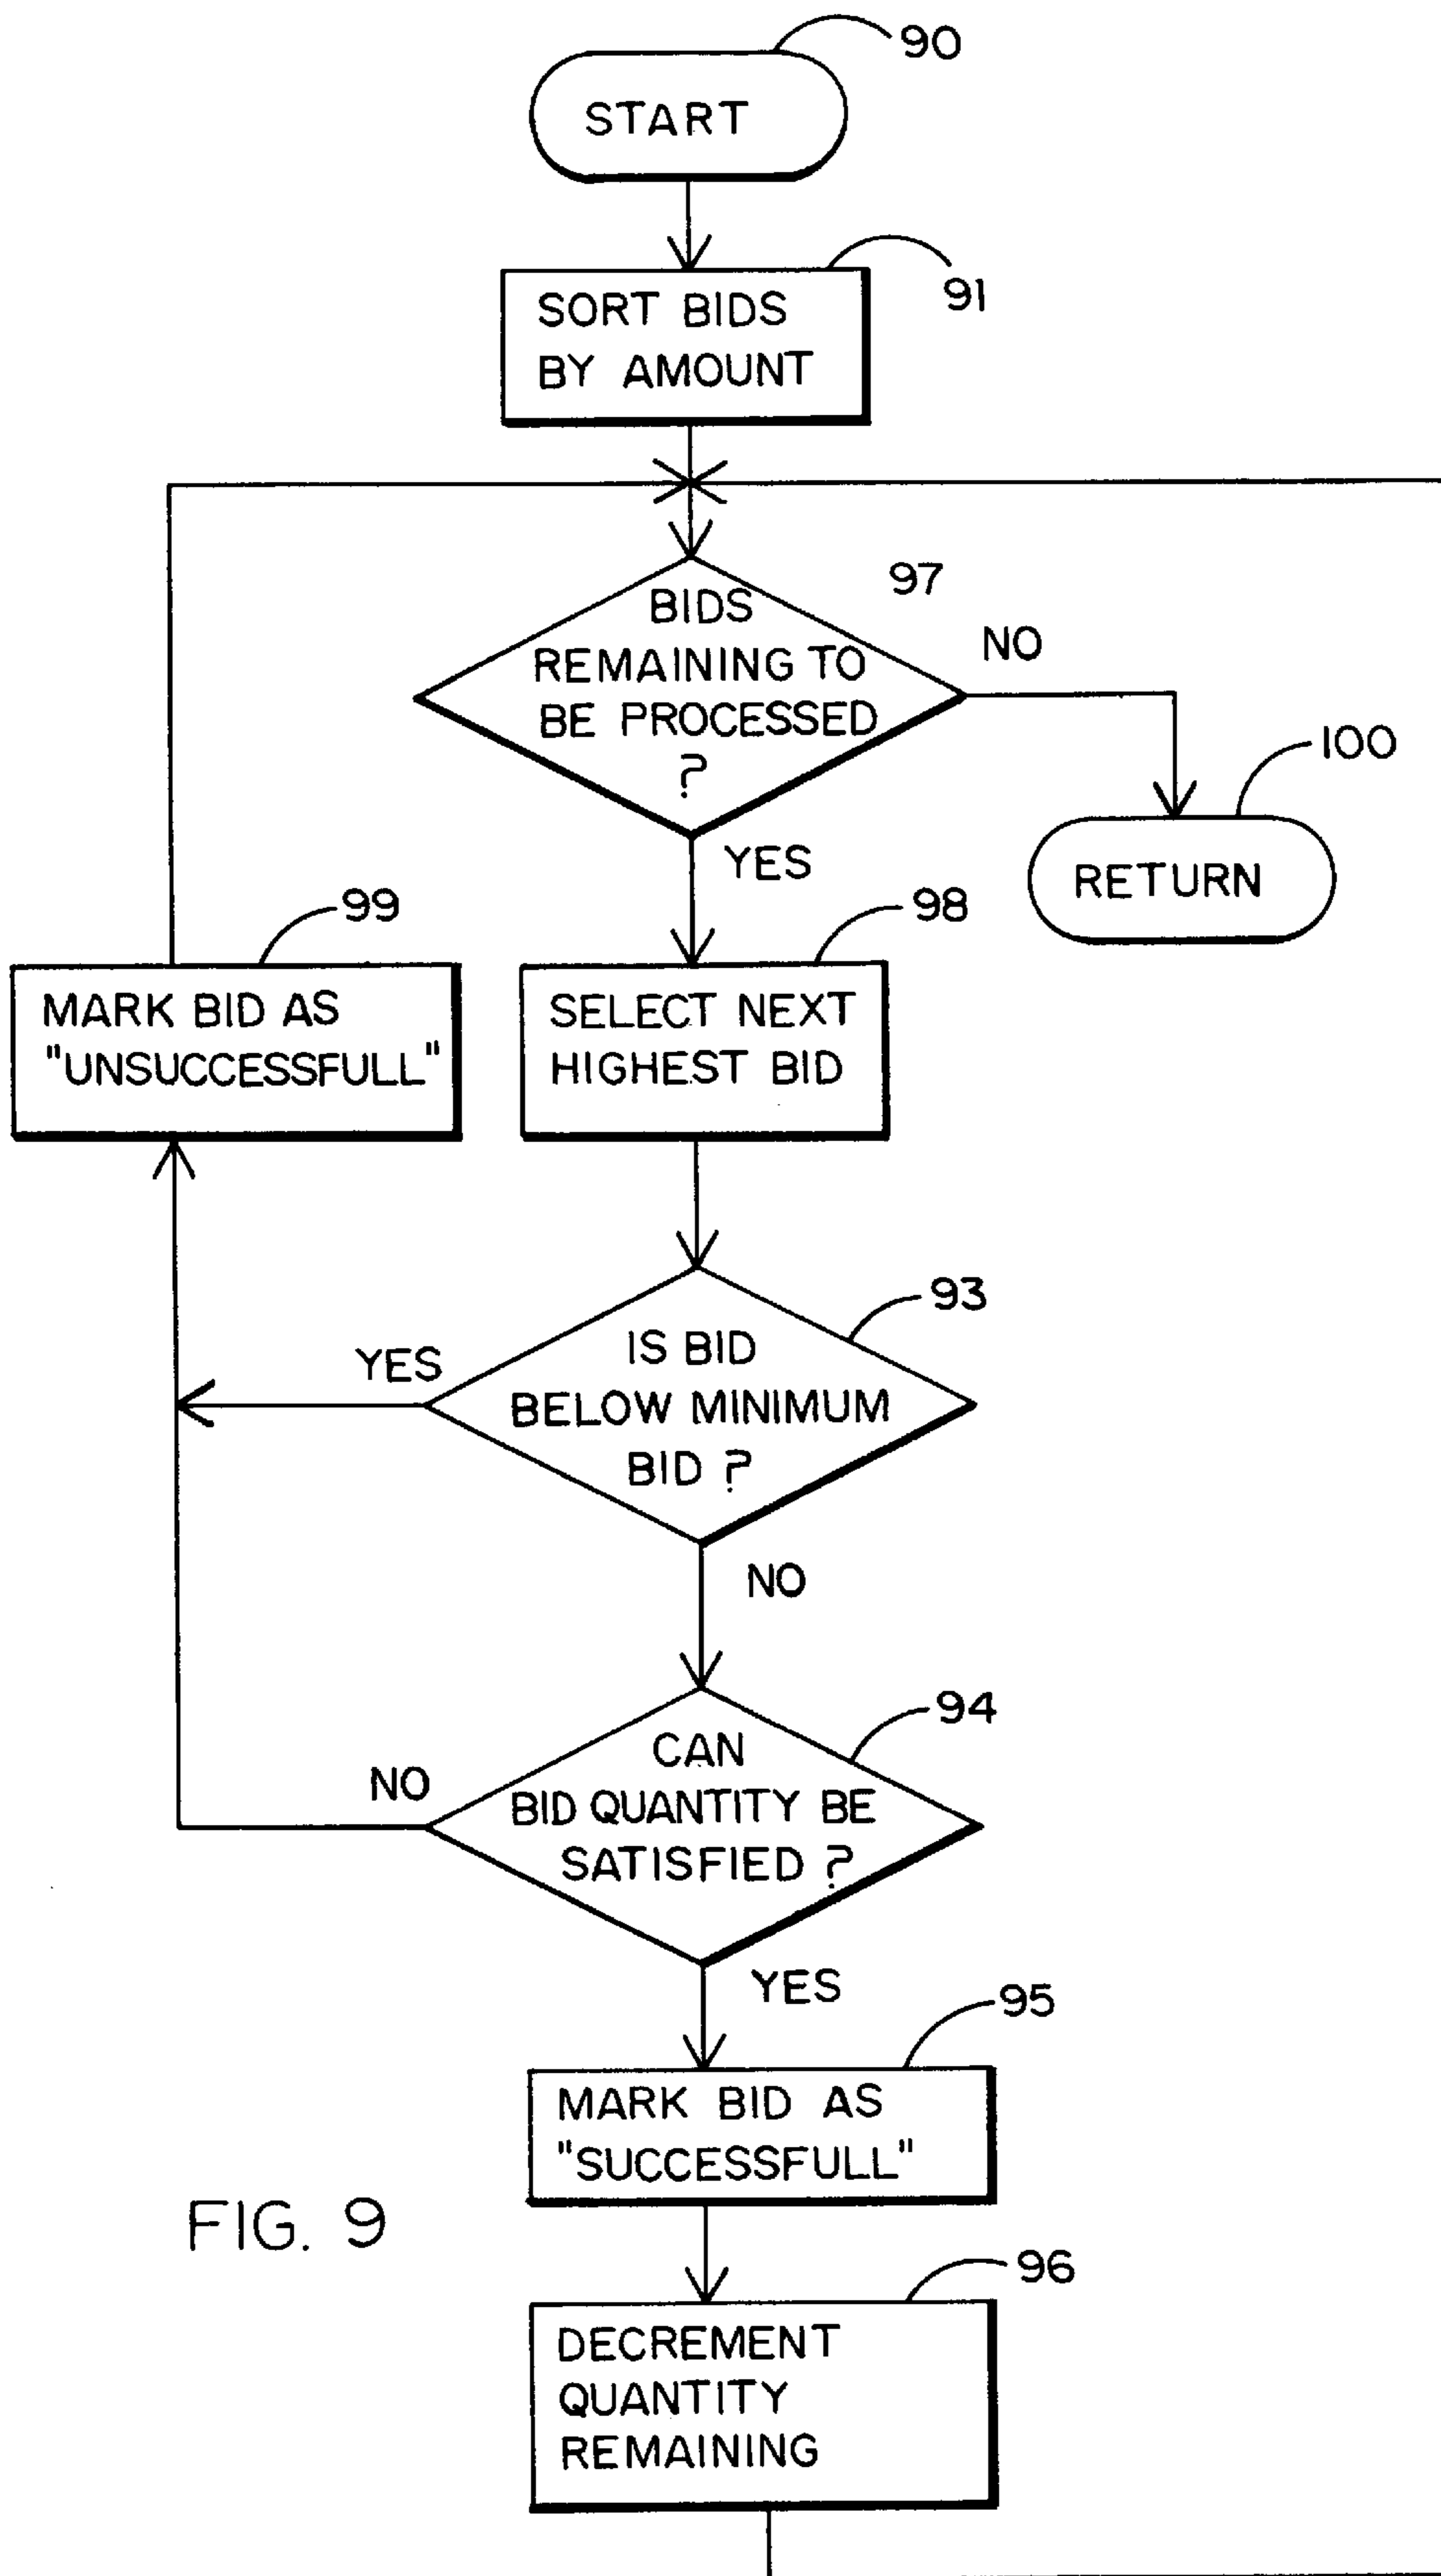 90
START
91
SORT BIDS
BY AMOUNT
97
BIDS
REMAINING TO
BE PROCESSED
?
NO
100
RETURN
YES
99
MARK BID AS
"UNSUCCESSFULL"
98
SELECT NEXT
HIGHEST BID
93
YES
IS BID
BELOW MINIMUM
BID ?
NO
94
NO
CAN
BID QUANTITY BE
SATISFIED ?
YES
95
MARK BID AS
"SUCCESSFULL"
FIG. 9
96
DECREMENT
QUANTITY
REMAINING